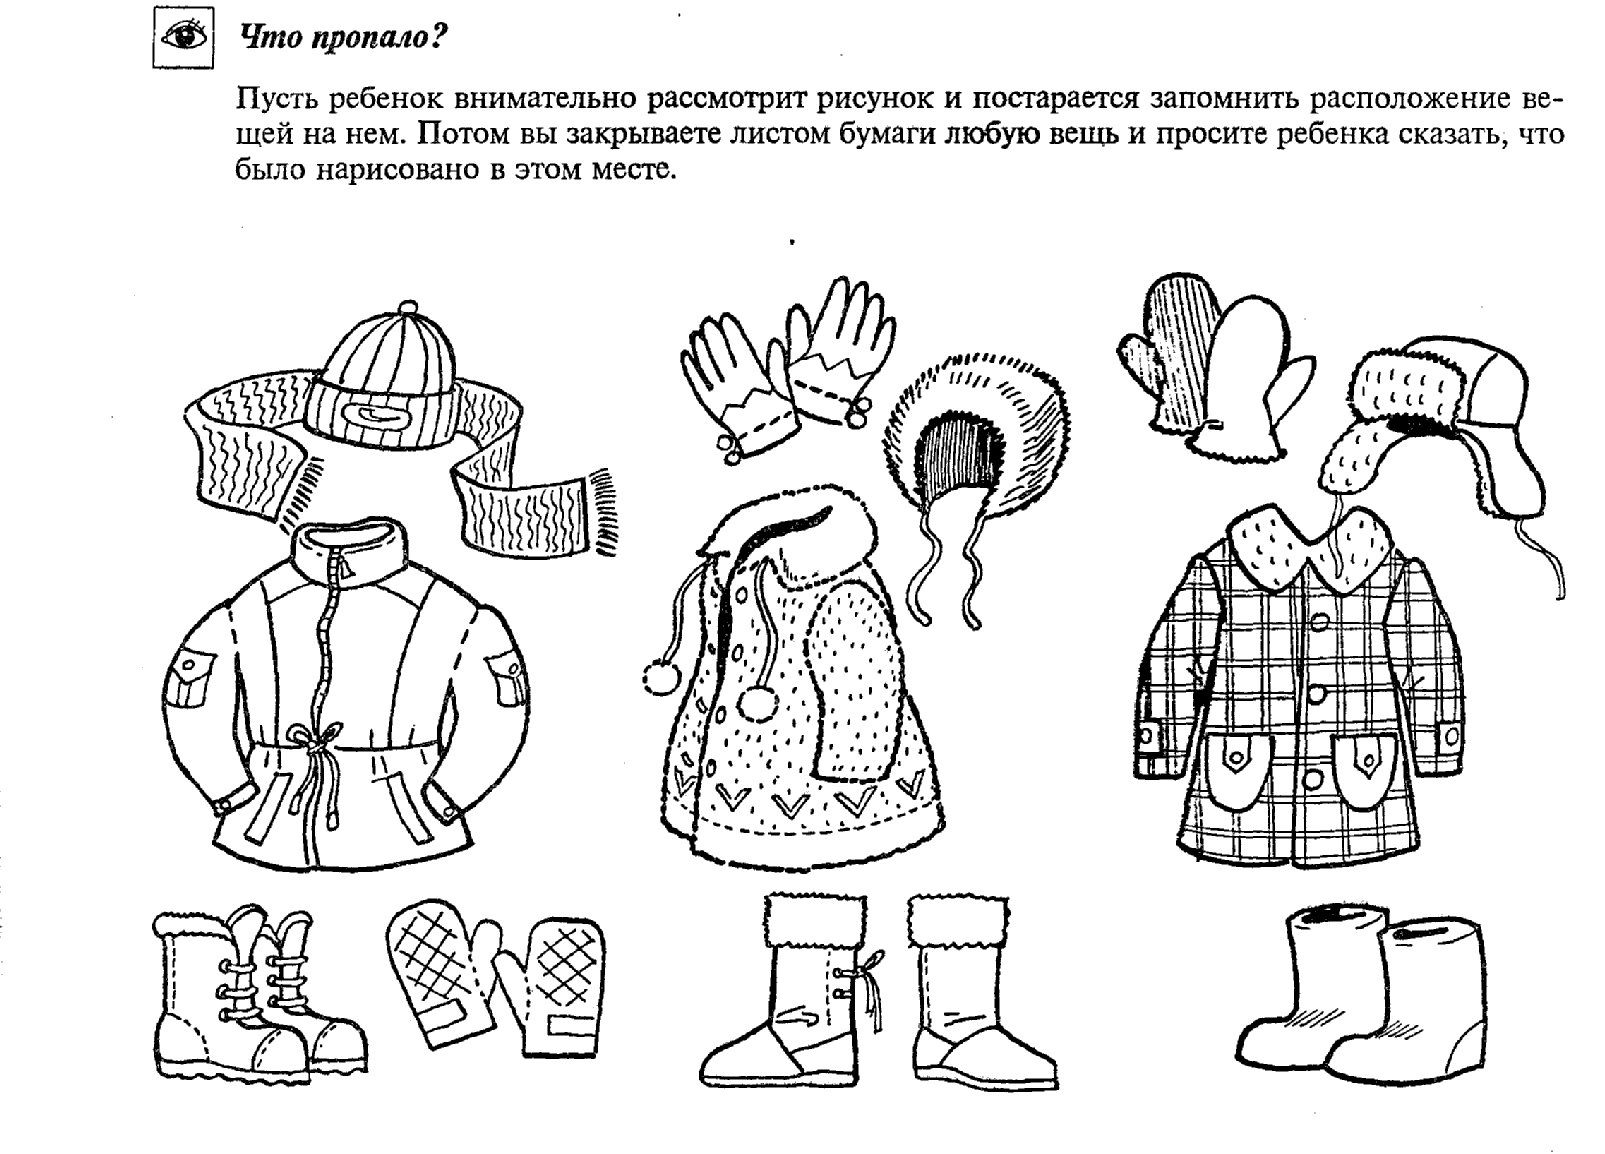 Что пропало?
Пусть ребенок внимательно рассмотрит рисунок и постарается запомнить расположение ве-
щей на нем. Потом вы закрываете листом бумаги любую вещь и просите ребенка сказать, что
было нарисовано в этом месте.